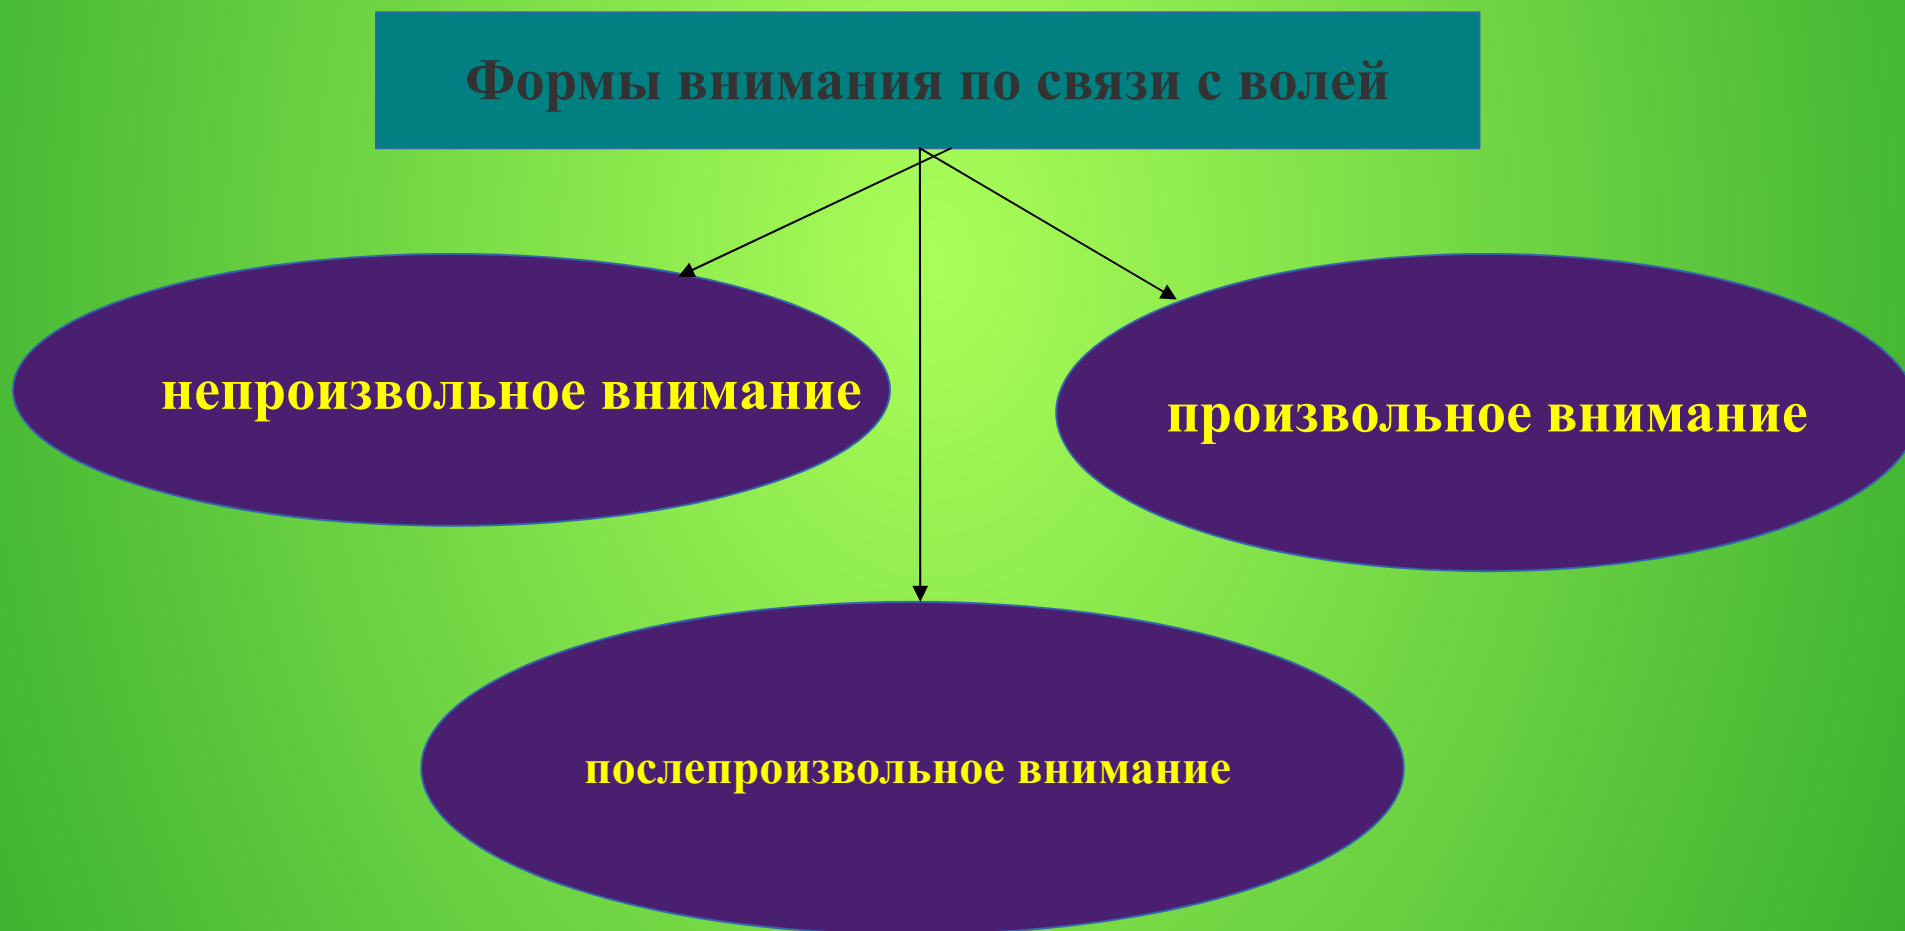 Формы внимания по связи с волей
непроизвольное внимание
произвольное внимание
послепроизвольное внимание